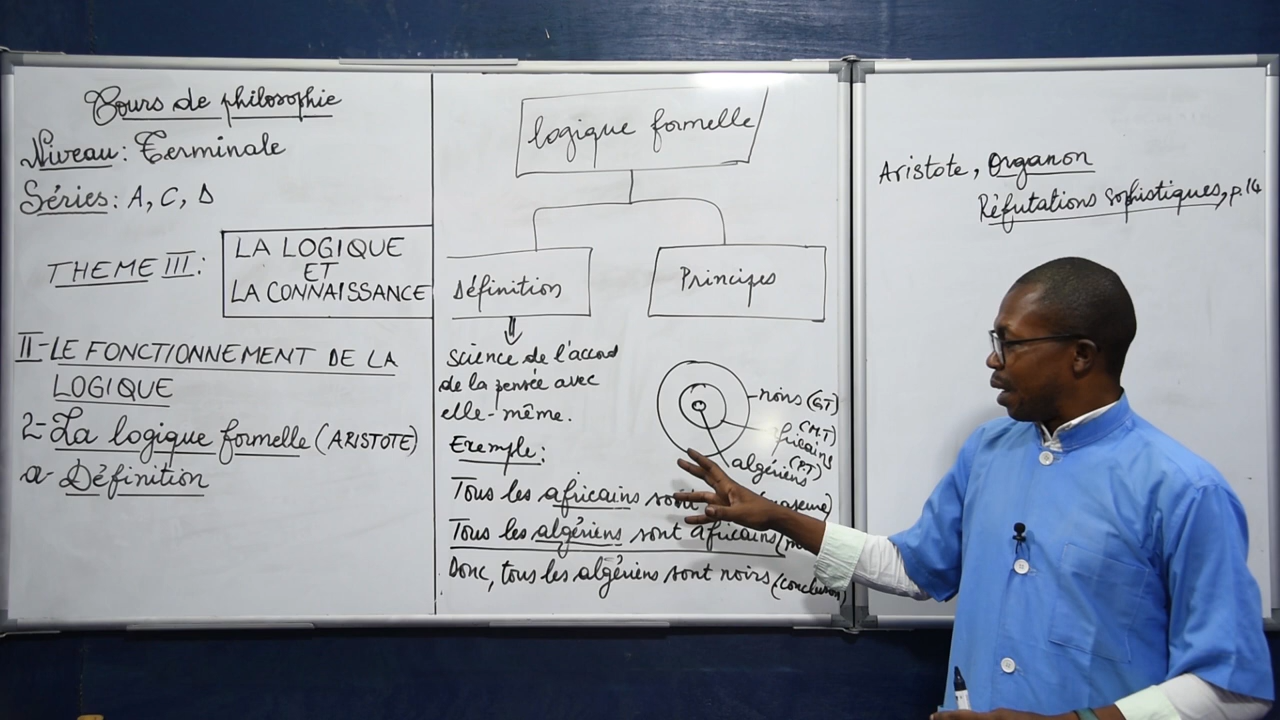 Cours de philosophie
Niveau : Terminale
Séries : A, C, D
THEME III :
LA LOGIQUE
ET
LA CONNAISSANCE
II-LE FONCTIONNEMENT DE LA
LOGIQUE
2-La logique formelle (ARISTOTE)
a- Définition
logique formelle
Définition
Principes
science de l'accord
de la pensée avec
elle-même.
noirs (G.T)
(M.T)
africains
(P.T)
algériens
Exemple :
Tous les africains sont
Tous les algériens sont africains
Donc, tous les algériens sont noirs (conclusion)
Aristote, Organon
Réfutations sophistiques, p.14